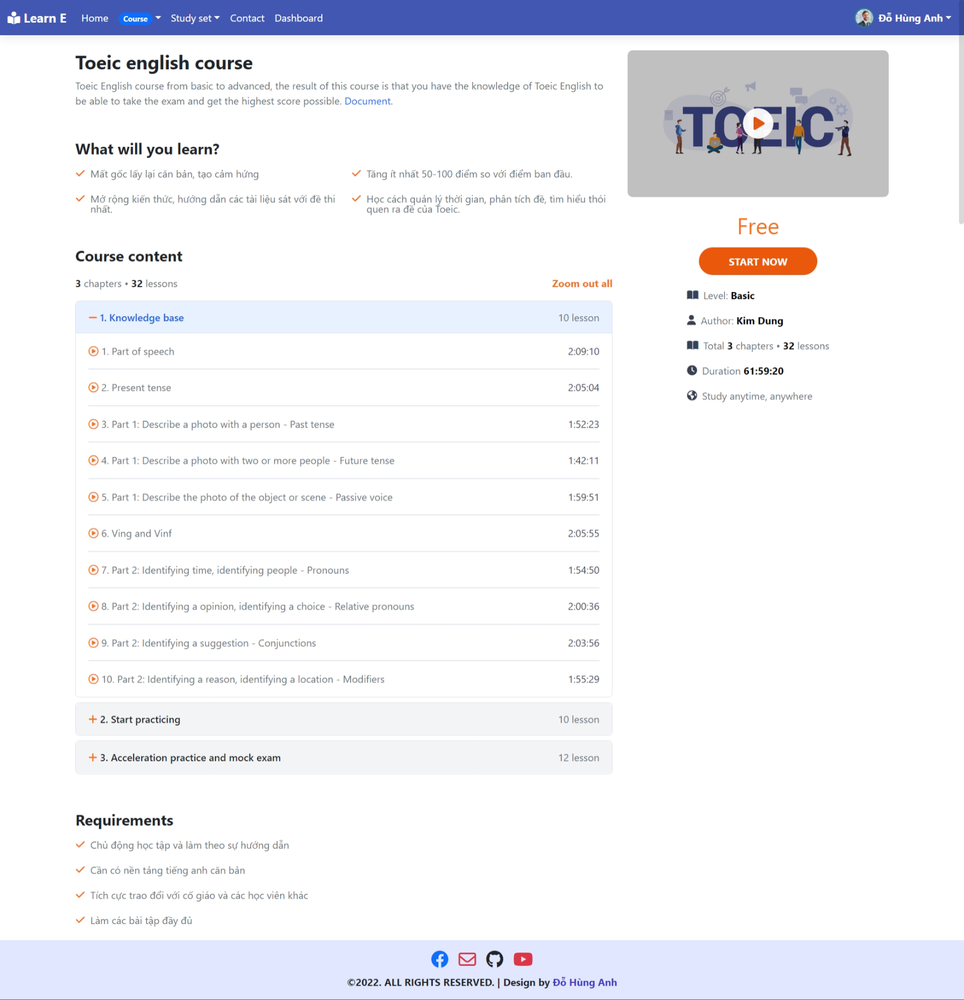 Learn E Home Course Study set Contact Dashboard Đỗ Hùng Anh
Toeic english course
Toeic English course from basic to advanced, the result of this course is that you have the knowledge of Toeic English to
be able to take the exam and get the highest score possible. Document.
What will you learn?
Mất gốc lấy lại căn bản, tạo cảm hứng
Tăng ít nhất 50-100 điểm so với điểm ban đầu.
Mở rộng kiến thức, hướng dẫn các tài liệu sát với đề thi
nhất.
Học cách quản lý thời gian, phân tích đề, tìm hiểu thói
quen ra đề của Toeic.
Course content
3 chapters • 32 lessons Zoom out all
1. Knowledge base 10 lesson
1. Part of speech 2:09:10
2. Present tense 2:05:04
3. Part 1: Describe a photo with a person - Past tense 1:52:23
4. Part 1: Describe a photo with two or more people - Future tense 1:42:11
5. Part 1: Describe the photo of the object or scene - Passive voice 1:59:51
6. Ving and Vinf 2:05:55
7. Part 2: Identifying time, identifying people - Pronouns 1:54:50
8. Part 2: Identifying a opinion, identifying a choice - Relative pronouns 2:00:36
9. Part 2: Identifying a suggestion - Conjunctions 2:03:56
10. Part 2: Identifying a reason, identifying a location - Modifiers 1:55:29
2. Start practicing 10 lesson
3. Acceleration practice and mock exam 12 lesson
Requirements
Chủ động học tập và làm theo sự hướng dẫn
Cần có nền tảng tiếng anh căn bản
Tích cực trao đổi với cố giáo và các học viên khác
Làm các bài tập đầy đủ
TOEIC
Free
START NOW
Level: Basic
Author: Kim Dung
Total 3 chapters • 32 lessons
Duration 61:59:20
Study anytime, anywhere
©2022. ALL RIGHTS RESERVED. | Design by Đỗ Hùng Anh